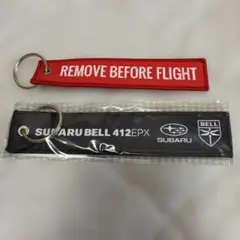 REMOVE BEFORE FLIGHT
SUBARU BELL 412EPX
SUBARU
BELL